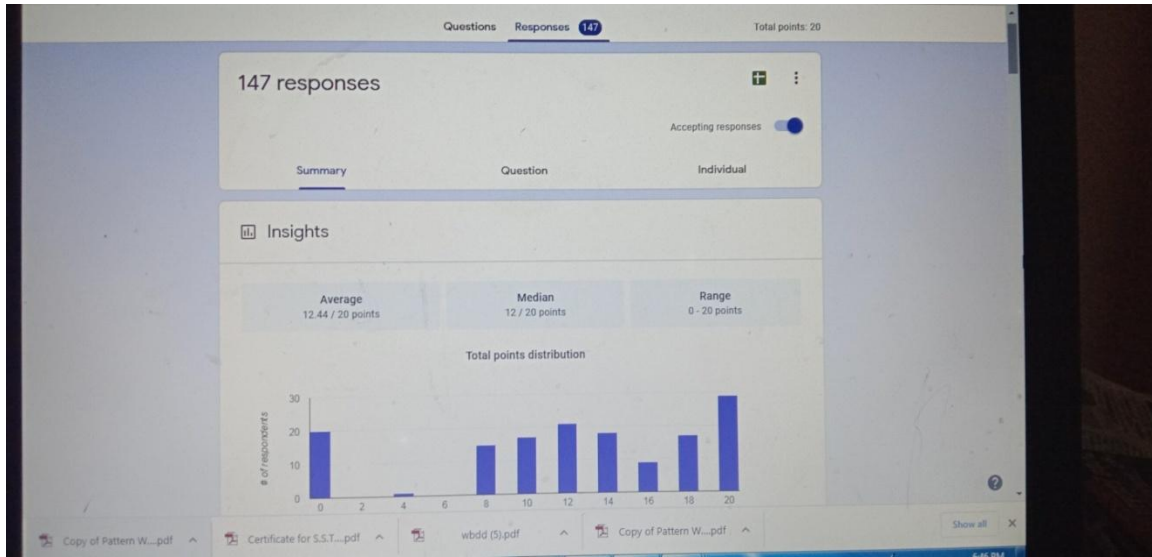 Questions Responses 147 Total points: 20
147 responses
Accepting responses
Summary Question Individual
Insights
Average Median Range
12.44 / 20 points 12 / 20 points 0 - 20 points
Total points distribution
30
20
10
0
# of respondents
0 2 4 6 8 10 12 14 16 18 20
Copy of Pattern W....pdf Certificate for S.S.T....pdf wbdd (5).pdf Copy of Pattern W....pdf Show all
5:46 PM